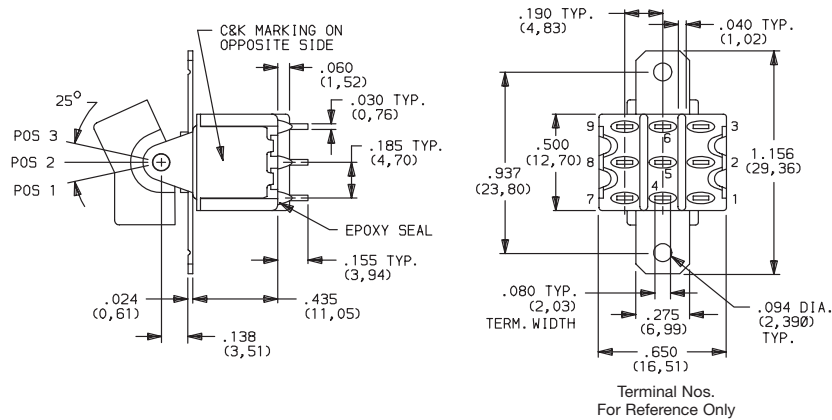 C&K MARKING ON
OPPOSITE SIDE
.060
(1,52)
.030 TYP.
(0,76)
25°
POS 3
POS 2
POS 1
.185 TYP.
(4,70)
EPOXY SEAL
.155 TYP.
(3,94)
.024
(0,61)
.435
(11,05)
.138
(3,51)
.190 TYP.
(4,83)
.040 TYP.
(1,02)
9
6
3
.500
(12,70)
8
5
2
1.156
(29,36)
.937
(23,80)
7
4
1
.080 TYP.
(2,03)
TERM. WIDTH
.275
(6,99)
.094 DIA.
(2,390)
TYP.
.650
(16,51)
Terminal Nos.
For Reference Only